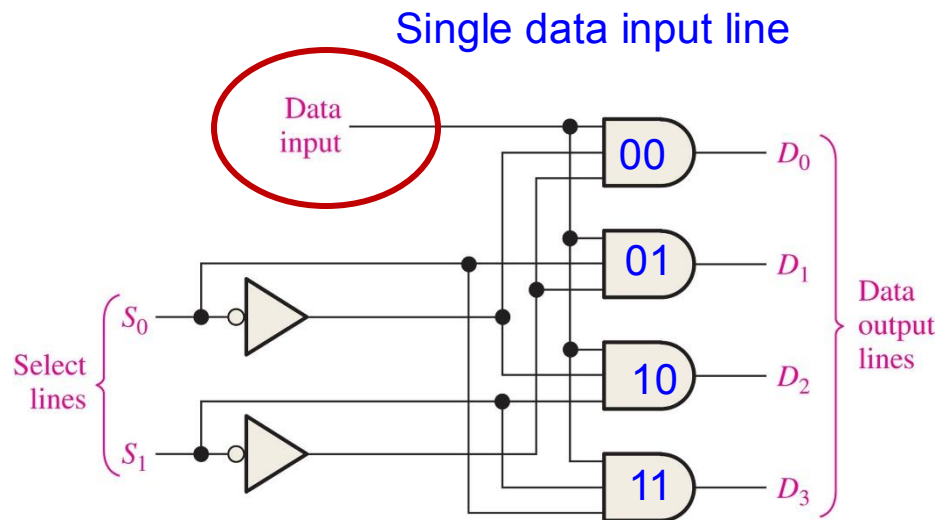 Single data input line
Data
input
00
D₀
01
D₁
S₀
Data
output
lines
Select
lines
10
D₂
S₁
11
D₃